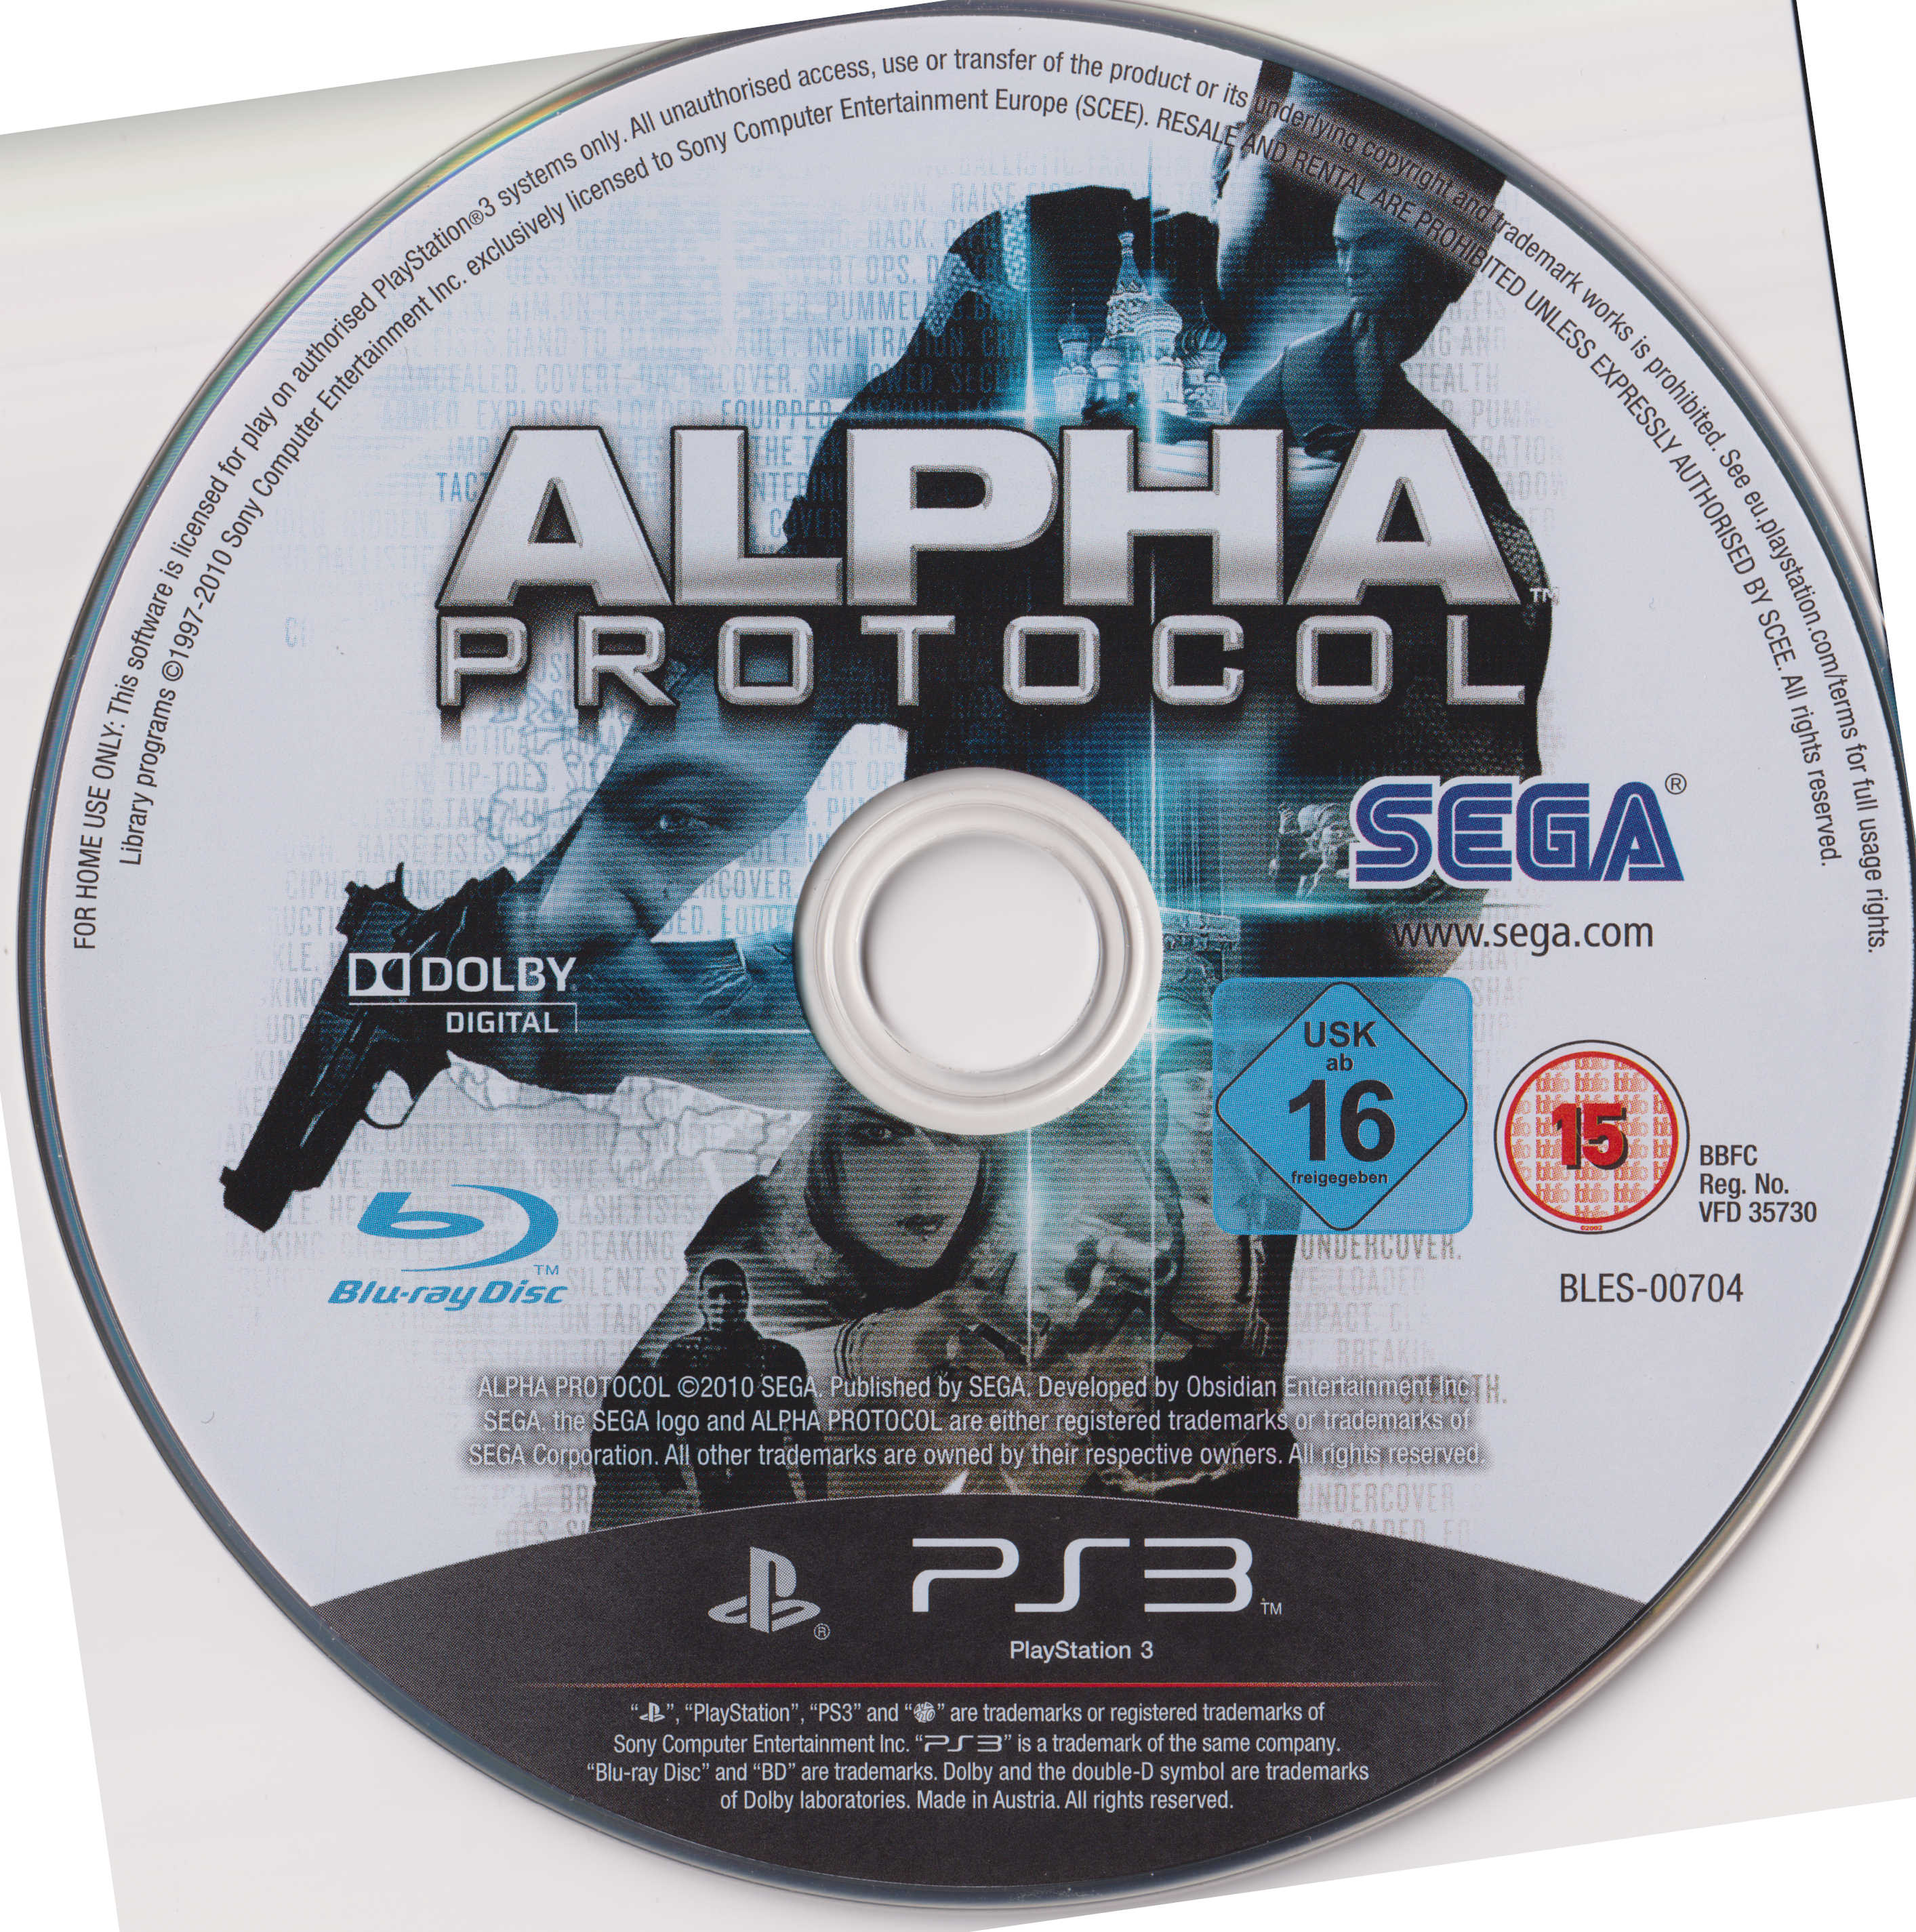 FOR HOME USE ONLY: This software is licensed for play on authorised PlayStation®3 systems only. All unauthorised access, use or transfer of the product or its underlying copyright and trademark works is prohibited. See eu.playstation.com/terms for full usage rights.
Library programs ©1997-2010 Sony Computer Entertainment Inc. exclusively licensed to Sony Computer Entertainment Europe (SCEE). RESALE AND RENTAL ARE PROHIBITED UNLESS EXPRESSLY AUTHORISED BY SCEE. All rights reserved.
ALPHA
PROTOCOL™
SEGA®
www.sega.com
DOLBY
DIGITAL
USK
ab
16
freigegeben
15
BBFC
Reg. No.
VFD 35730
Blu-ray Disc™
BLES-00704
UNDERCOVER.
ALPHA PROTOCOL ©2010 SEGA. Published by SEGA. Developed by Obsidian Entertainment Inc.
SEGA, the SEGA logo and ALPHA PROTOCOL are either registered trademarks or trademarks of
SEGA Corporation. All other trademarks are owned by their respective owners. All rights reserved.
®
PS3™
PlayStation 3
“ ”, “PlayStation”, “PS3” and “ ” are trademarks or registered trademarks of
Sony Computer Entertainment Inc. “PS3” is a trademark of the same company.
“Blu-ray Disc” and “BD” are trademarks. Dolby and the double-D symbol are trademarks
of Dolby laboratories. Made in Austria. All rights reserved.